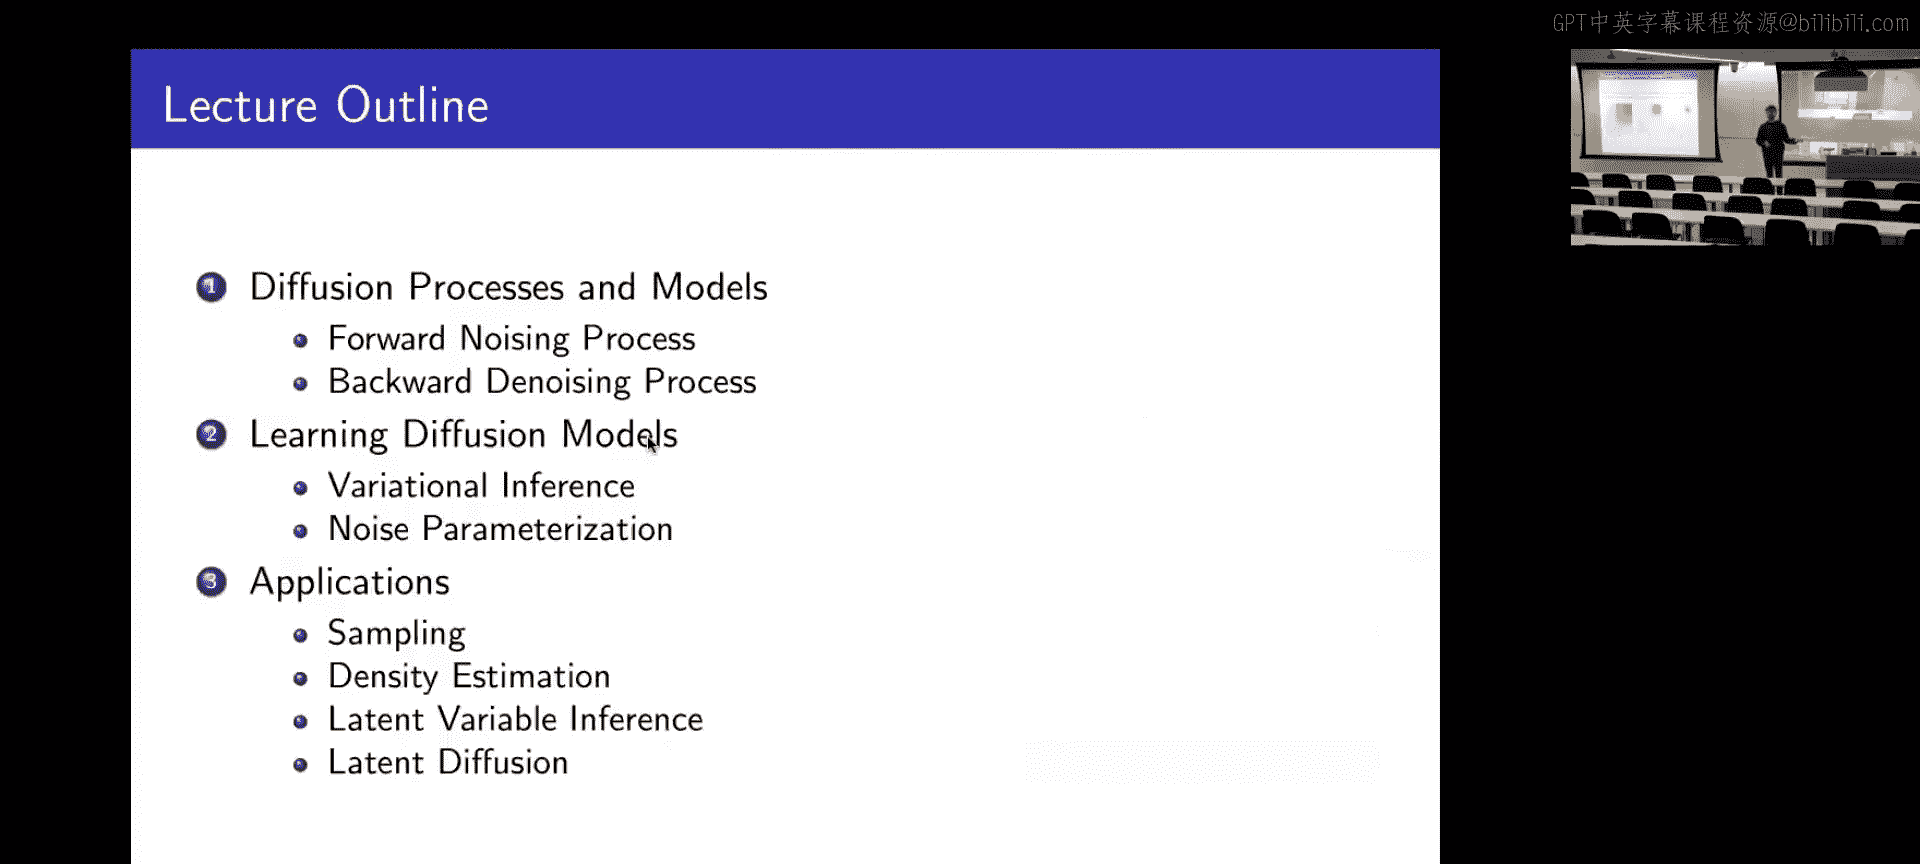 GPT中英字幕课程资源@bilibili.com
Lecture Outline
1 Diffusion Processes and Models
Forward Noising Process
Backward Denoising Process
2 Learning Diffusion Models
Variational Inference
Noise Parameterization
3 Applications
Sampling
Density Estimation
Latent Variable Inference
Latent Diffusion